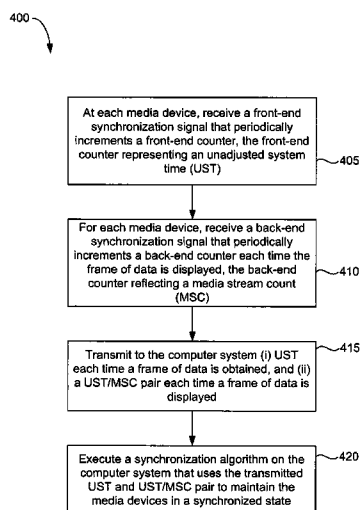 400
At each media device, receive a front-end
synchronization signal that periodically
increments a front-end counter, the front-end
counter representing an unadjusted system
time (UST)
405
For each media device, receive a back-end
synchronization signal that periodically
increments a back-end counter each time the
frame of data is displayed, the back-end
counter reflecting a media stream count
(MSC)
410
Transmit to the computer system (i) UST
each time a frame of data is obtained, and (ii)
a UST/MSC pair each time a frame of data is
displayed
415
Execute a synchronization algorithm on the
computer system that uses the transmitted
UST and UST/MSC pair to maintain the
media devices in a synchronized state
420